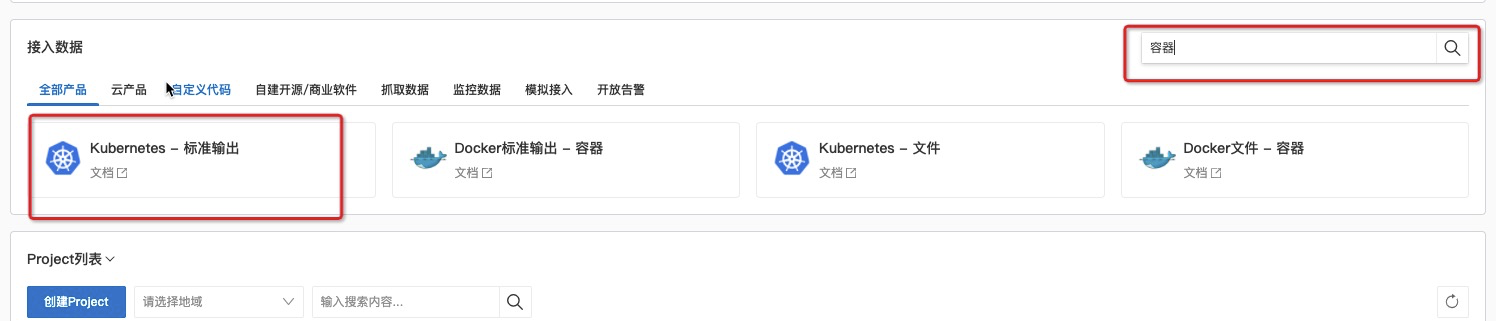 接入数据
容器
全部产品 云产品 自定义代码 自建开源/商业软件 抓取数据 监控数据 模拟接入 开放告警
Kubernetes – 标准输出 Docker标准输出 – 容器 Kubernetes – 文件 Docker文件 – 容器
文档 文档 文档 文档
Project列表
创建Project 请选择地域 输入搜索内容...